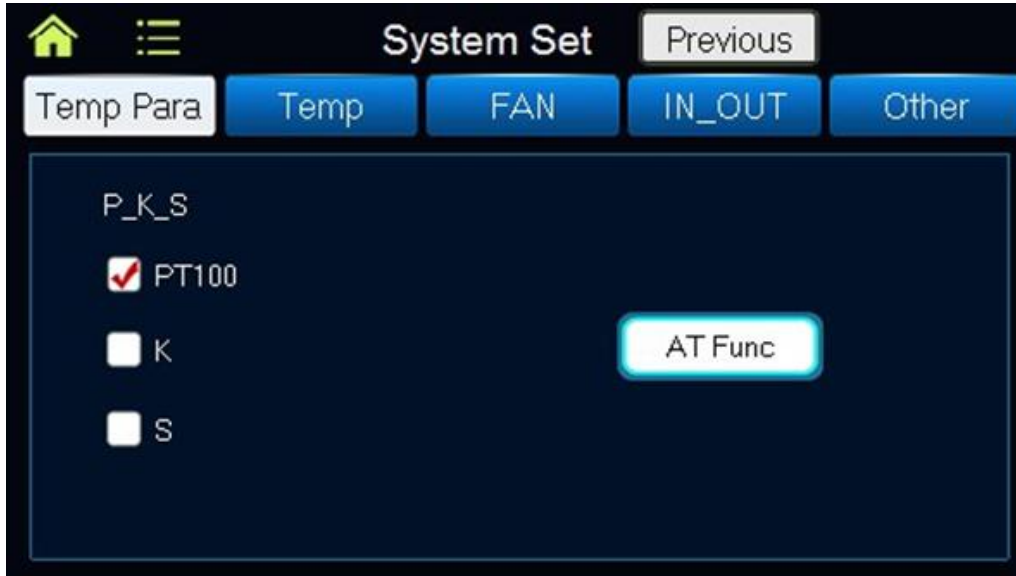 System Set Previous
Temp Para Temp FAN IN_OUT Other
P_K_S
PT100
K
AT Func
S